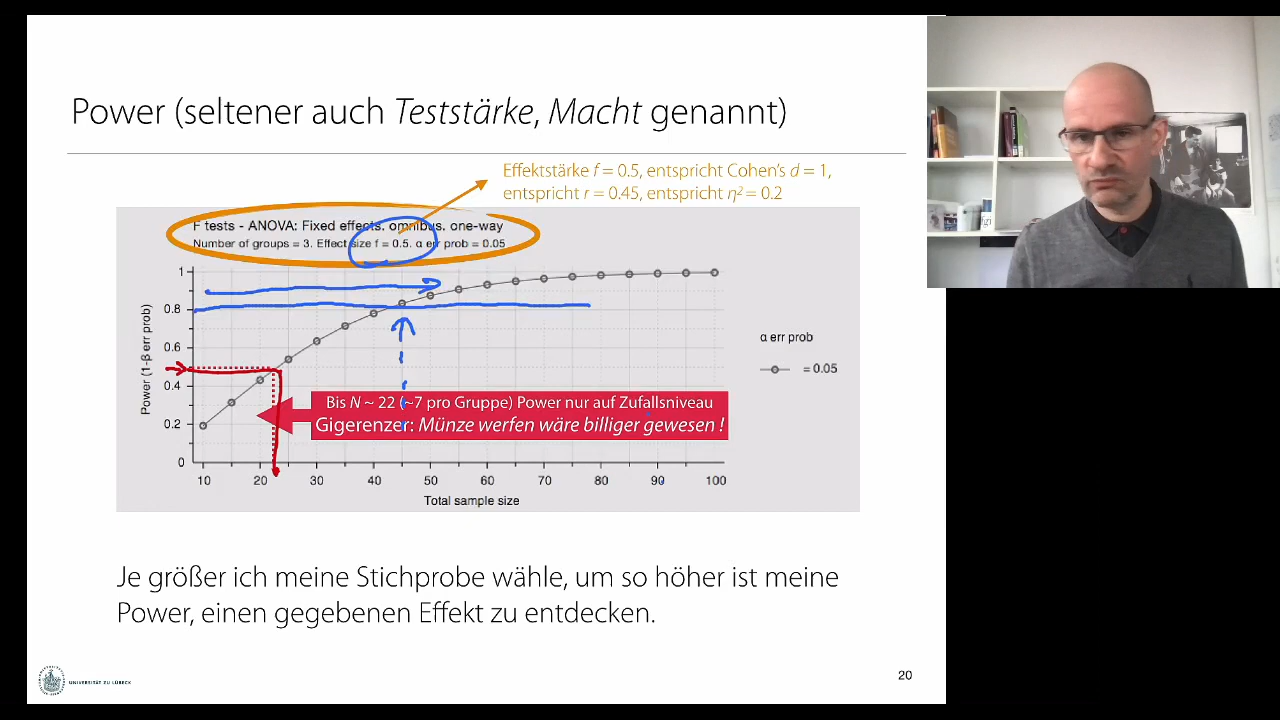 Power (seltener auch Teststärke, Macht genannt)
Effektstärke f = 0.5, entspricht Cohen's d = 1,
entspricht r = 0.45, entspricht η² = 0.2
F tests - ANOVA: Fixed effects, omnibus, one-way
Number of groups = 3. Effect size f = 0.5. α err prob = 0.05
Power (1-β err prob)
1
0.8
0.6
0.4
0.2
0
α err prob
= 0.05
Bis N ~ 22 (~7 pro Gruppe) Power nur auf Zufallsniveau
Gigerenzer: Münze werfen wäre billiger gewesen !
10 20 30 40 50 60 70 80 90 100
Total sample size
Je größer ich meine Stichprobe wähle, um so höher ist meine
Power, einen gegebenen Effekt zu entdecken.
UNIVERSITÄT ZU LÜBECK
20